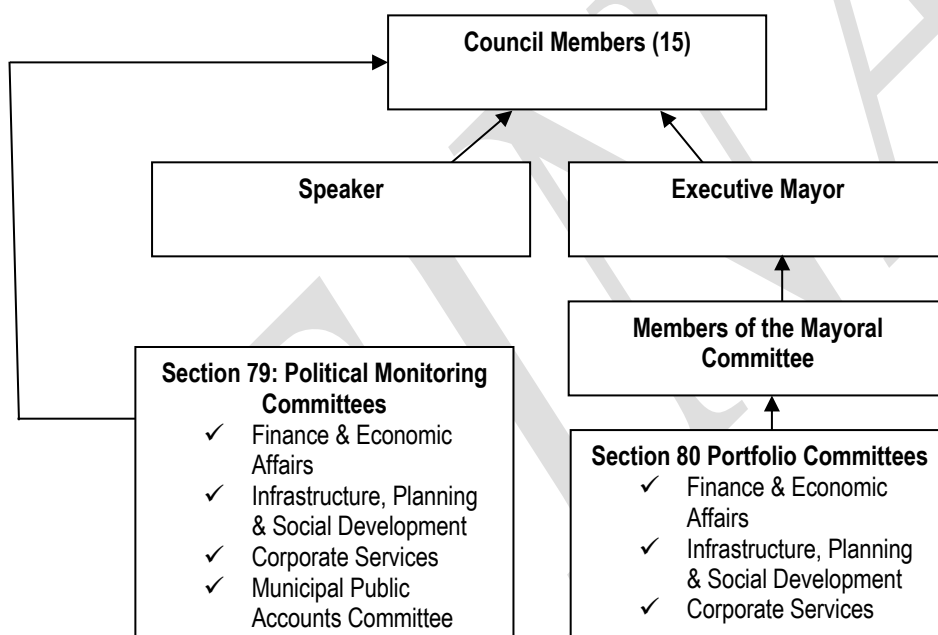 Council Members (15)
Speaker
Executive Mayor
Members of the Mayoral
Committee
Section 79: Political Monitoring
Committees
✓ Finance & Economic
Affairs
✓ Infrastructure, Planning
& Social Development
✓ Corporate Services
✓ Municipal Public
Accounts Committee
Section 80 Portfolio Committees
✓ Finance & Economic
Affairs
✓ Infrastructure, Planning
& Social Development
✓ Corporate Services